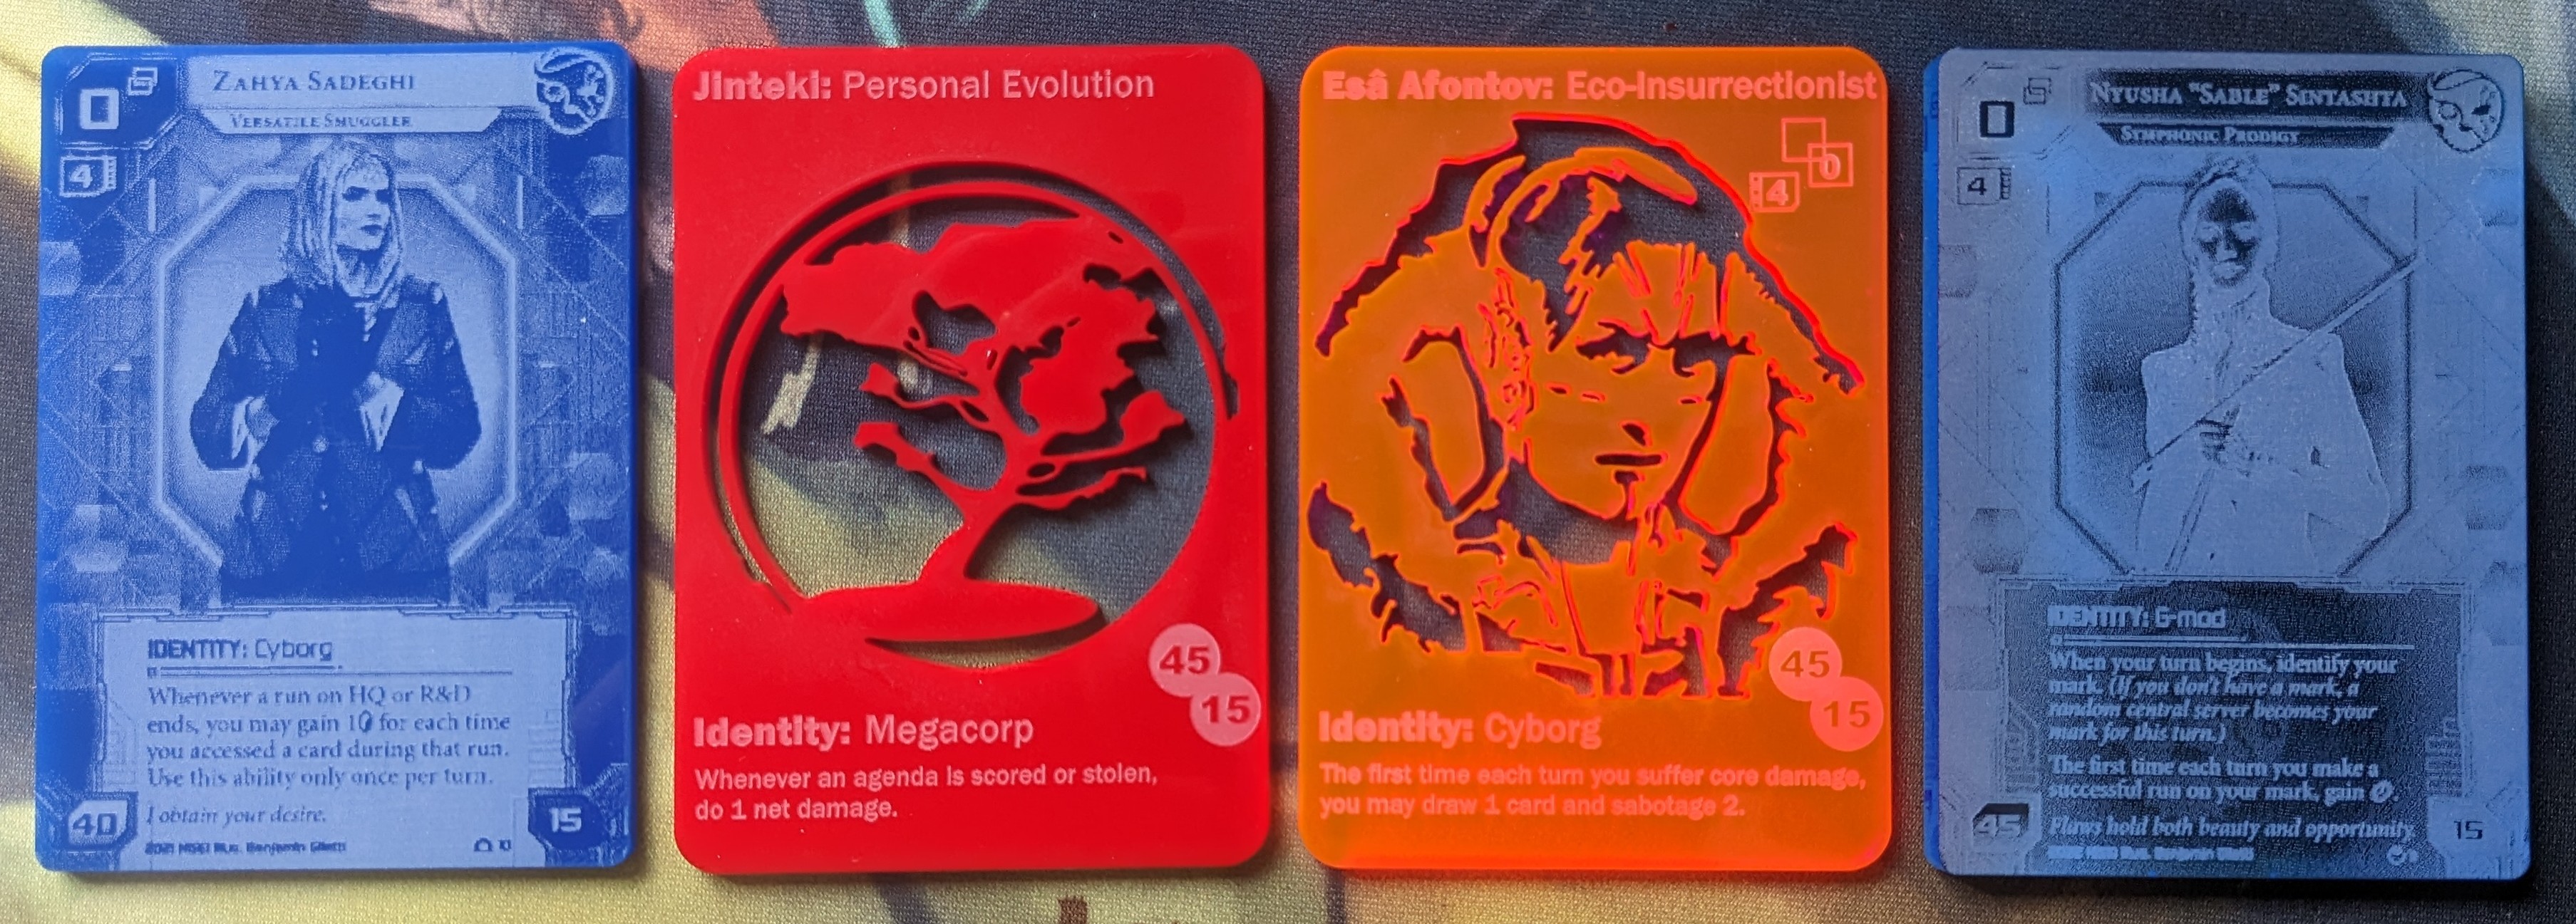 0
ZAHYA SADEGHI
VERSATILE SMUGGLER
4
IDENTITY: Cyborg
Whenever a run on HQ or R&D
ends, you may gain 1 for each time
you accessed a card during that run.
Use this ability only once per turn.
I obtain your desire.
40
15
2021 NSG Illus. Benjamin Giletti
Jinteki: Personal Evolution
45
15
Identity: Megacorp
Whenever an agenda is scored or stolen,
do 1 net damage.
Esâ Afontov: Eco-Insurrectionist
0
4
45
15
Identity: Cyborg
The first time each turn you suffer core damage,
you may draw 1 card and sabotage 2.
0
NYUSHA "SABLE" SINTASHTA
SYMPHONIC PRODIGY
4
IDENTITY: G-mod
When your turn begins, identify your
mark. (If you don't have a mark, a
random central server becomes your
mark for this turn.)
The first time each turn you make a
successful run on your mark, gain .
Flaws hold both beauty and opportunity.
45
15